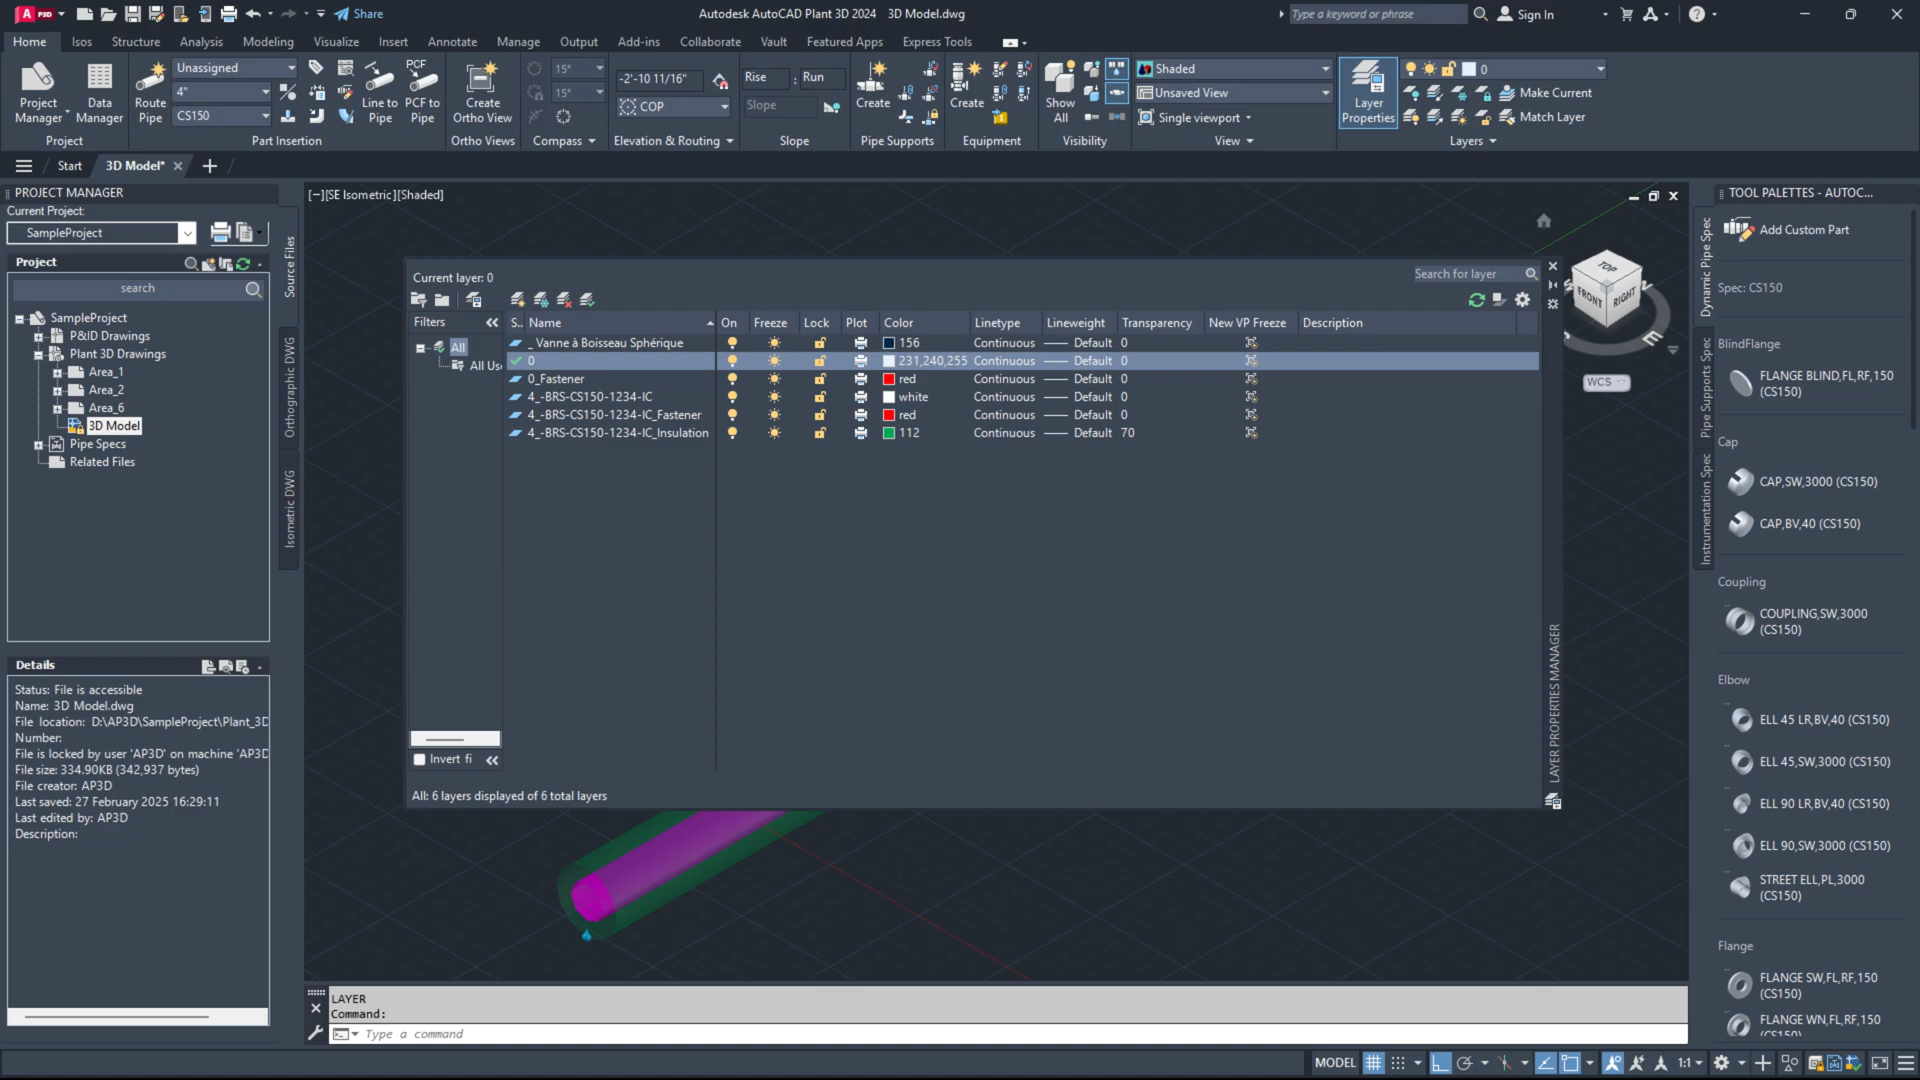 A P3D Share Autodesk AutoCAD Plant 3D 2024 3D Model.dwg Type a keyword or phrase Sign In
Home Isos Structure Analysis Modeling Visualize Insert Annotate Manage Output Add-ins Collaborate Vault Featured Apps Express Tools
Project Manager
Data Manager
Project
Route Pipe
Unassigned
4"
CS150
Line to Pipe
PCF
PCF to Pipe
Part Insertion
Create Ortho View
Ortho Views
15°
15°
Compass
-2'-10 11/16"
COP
Elevation & Routing
Rise : Run
Slope
Slope
Create
Pipe Supports
Create
Equipment
Show All
Visibility
Shaded
Unsaved View
Single viewport
View
Layer Properties
0
Make Current
Match Layer
Layers
Start 3D Model*
PROJECT MANAGER
Current Project:
SampleProject
Project
search
SampleProject
P&ID Drawings
Plant 3D Drawings
Area_1
Area_2
Area_6
3D Model
Pipe Specs
Related Files
Source Files
Orthographic DWG
Isometric DWG
Details
Status: File is accessible
Name: 3D Model.dwg
File location: D:\AP3D\SampleProject\Plant_3D
Number:
File is locked by user 'AP3D' on machine 'AP3D
File size: 334.90KB (342,937 bytes)
File creator: AP3D
Last saved: 27 February 2025 16:29:11
Last edited by: AP3D
Description:
[−][SE Isometric][Shaded]
TOP
FRONT
RIGHT
S
E
WCS
Current layer: 0
Search for layer
Filters
All
All Us
Invert fi
S.. Name On Freeze Lock Plot Color Linetype Lineweight Transparency New VP Freeze Description
_ Vanne à Boisseau Sphérique 156 Continuous Default 0
0 231,240,255 Continuous Default 0
0_Fastener red Continuous Default 0
4_-BRS-CS150-1234-IC white Continuous Default 0
4_-BRS-CS150-1234-IC_Fastener red Continuous Default 0
4_-BRS-CS150-1234-IC_Insulation 112 Continuous Default 70
All: 6 layers displayed of 6 total layers
LAYER PROPERTIES MANAGER
LAYER
Command:
Type a command
TOOL PALETTES - AUTOC...
Dynamic Pipe Spec
Pipe Supports Spec
Instrumentation Spec
Add Custom Part
Spec: CS150
BlindFlange
FLANGE BLIND,FL,RF,150
(CS150)
Cap
CAP,SW,3000 (CS150)
CAP,BV,40 (CS150)
Coupling
COUPLING,SW,3000
(CS150)
Elbow
ELL 45 LR,BV,40 (CS150)
ELL 45,SW,3000 (CS150)
ELL 90 LR,BV,40 (CS150)
ELL 90,SW,3000 (CS150)
STREET ELL,PL,3000
(CS150)
Flange
FLANGE SW,FL,RF,150
(CS150)
FLANGE WN,FL,RF,150
(CS150)
MODEL 1:1